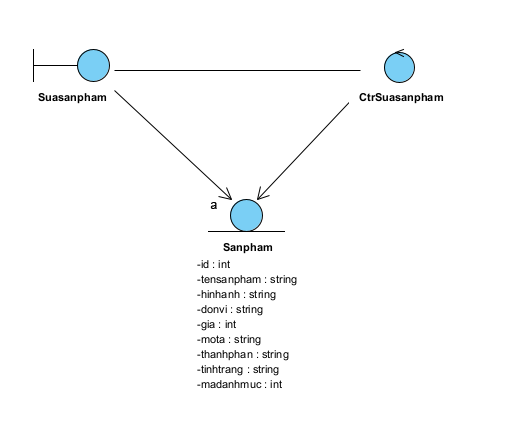 Suasanpham
CtrSuasanpham
a
Sanpham
-id : int
-tensanpham : string
-hinhanh : string
-donvi : string
-gia : int
-mota : string
-thanhphan : string
-tinhtrang : string
-madanhmuc : int